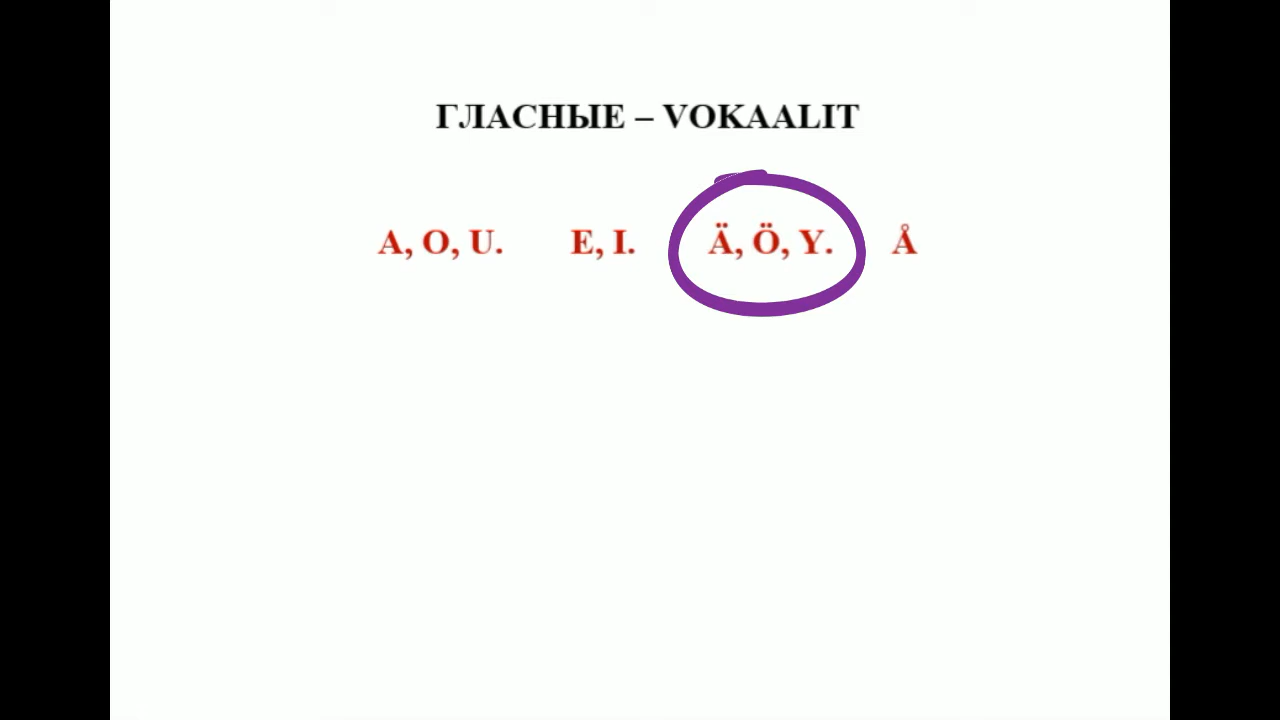 ГЛАСНЫЕ – VOKAALIT
A, O, U. E, I. Ä, Ö, Y. Å